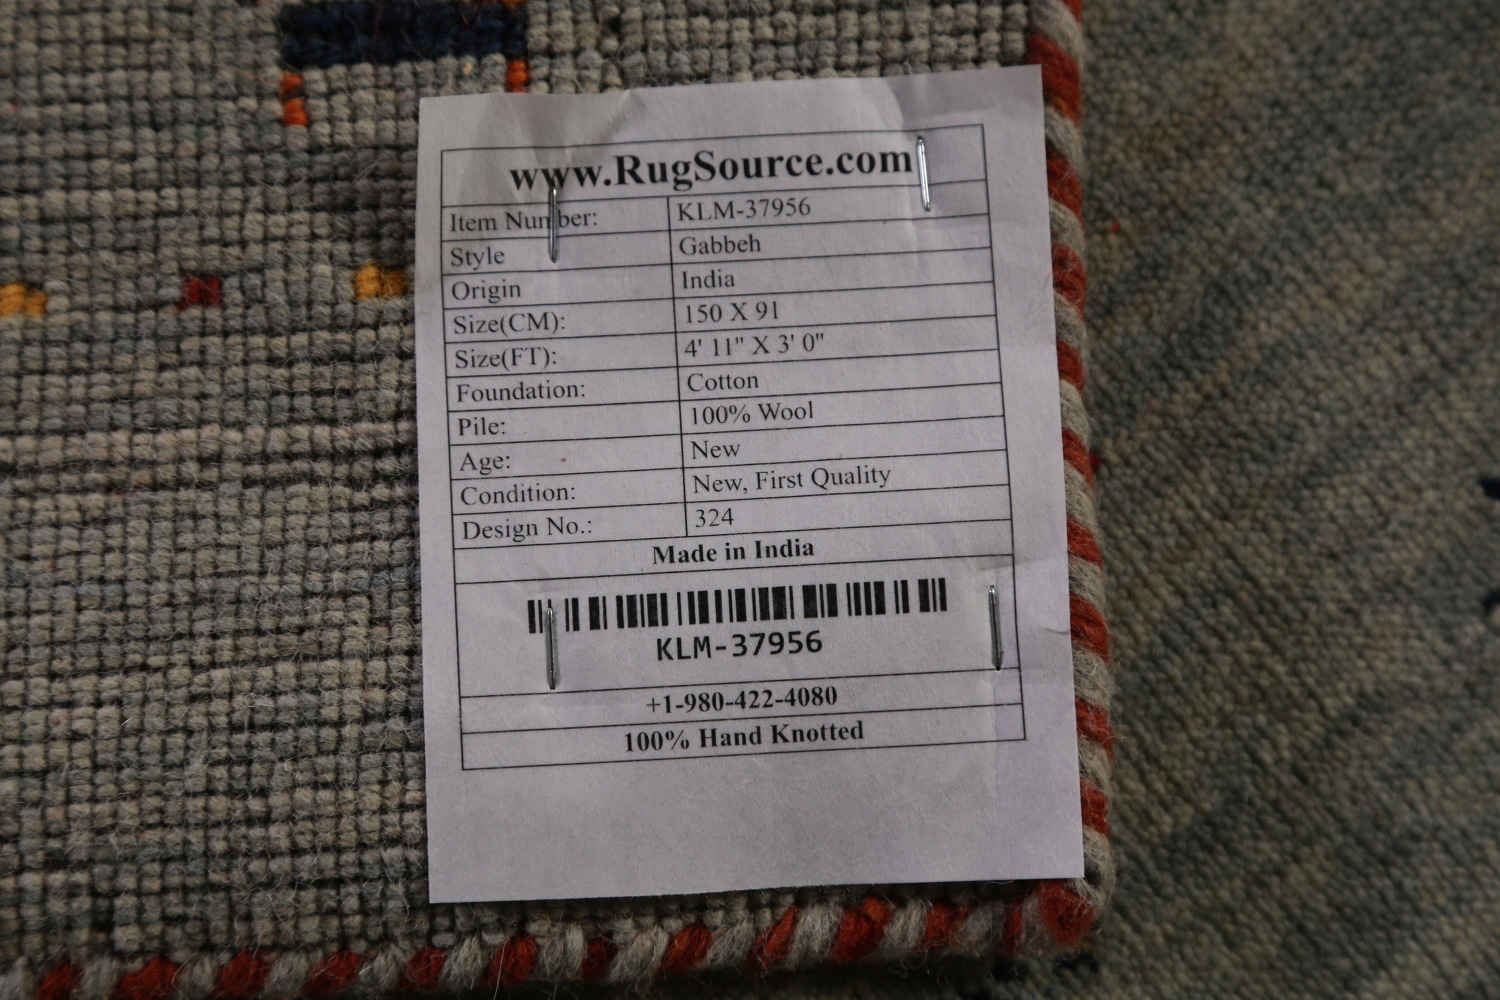 www.RugSource.com
Item Number: KLM-37956
Style Gabbeh
Origin India
Size(CM): 150 X 91
Size(FT): 4' 11" X 3' 0"
Foundation: Cotton
Pile: 100% Wool
Age: New
Condition: New, First Quality
Design No.: 324
Made in India
KLM-37956
+1-980-422-4080
100% Hand Knotted